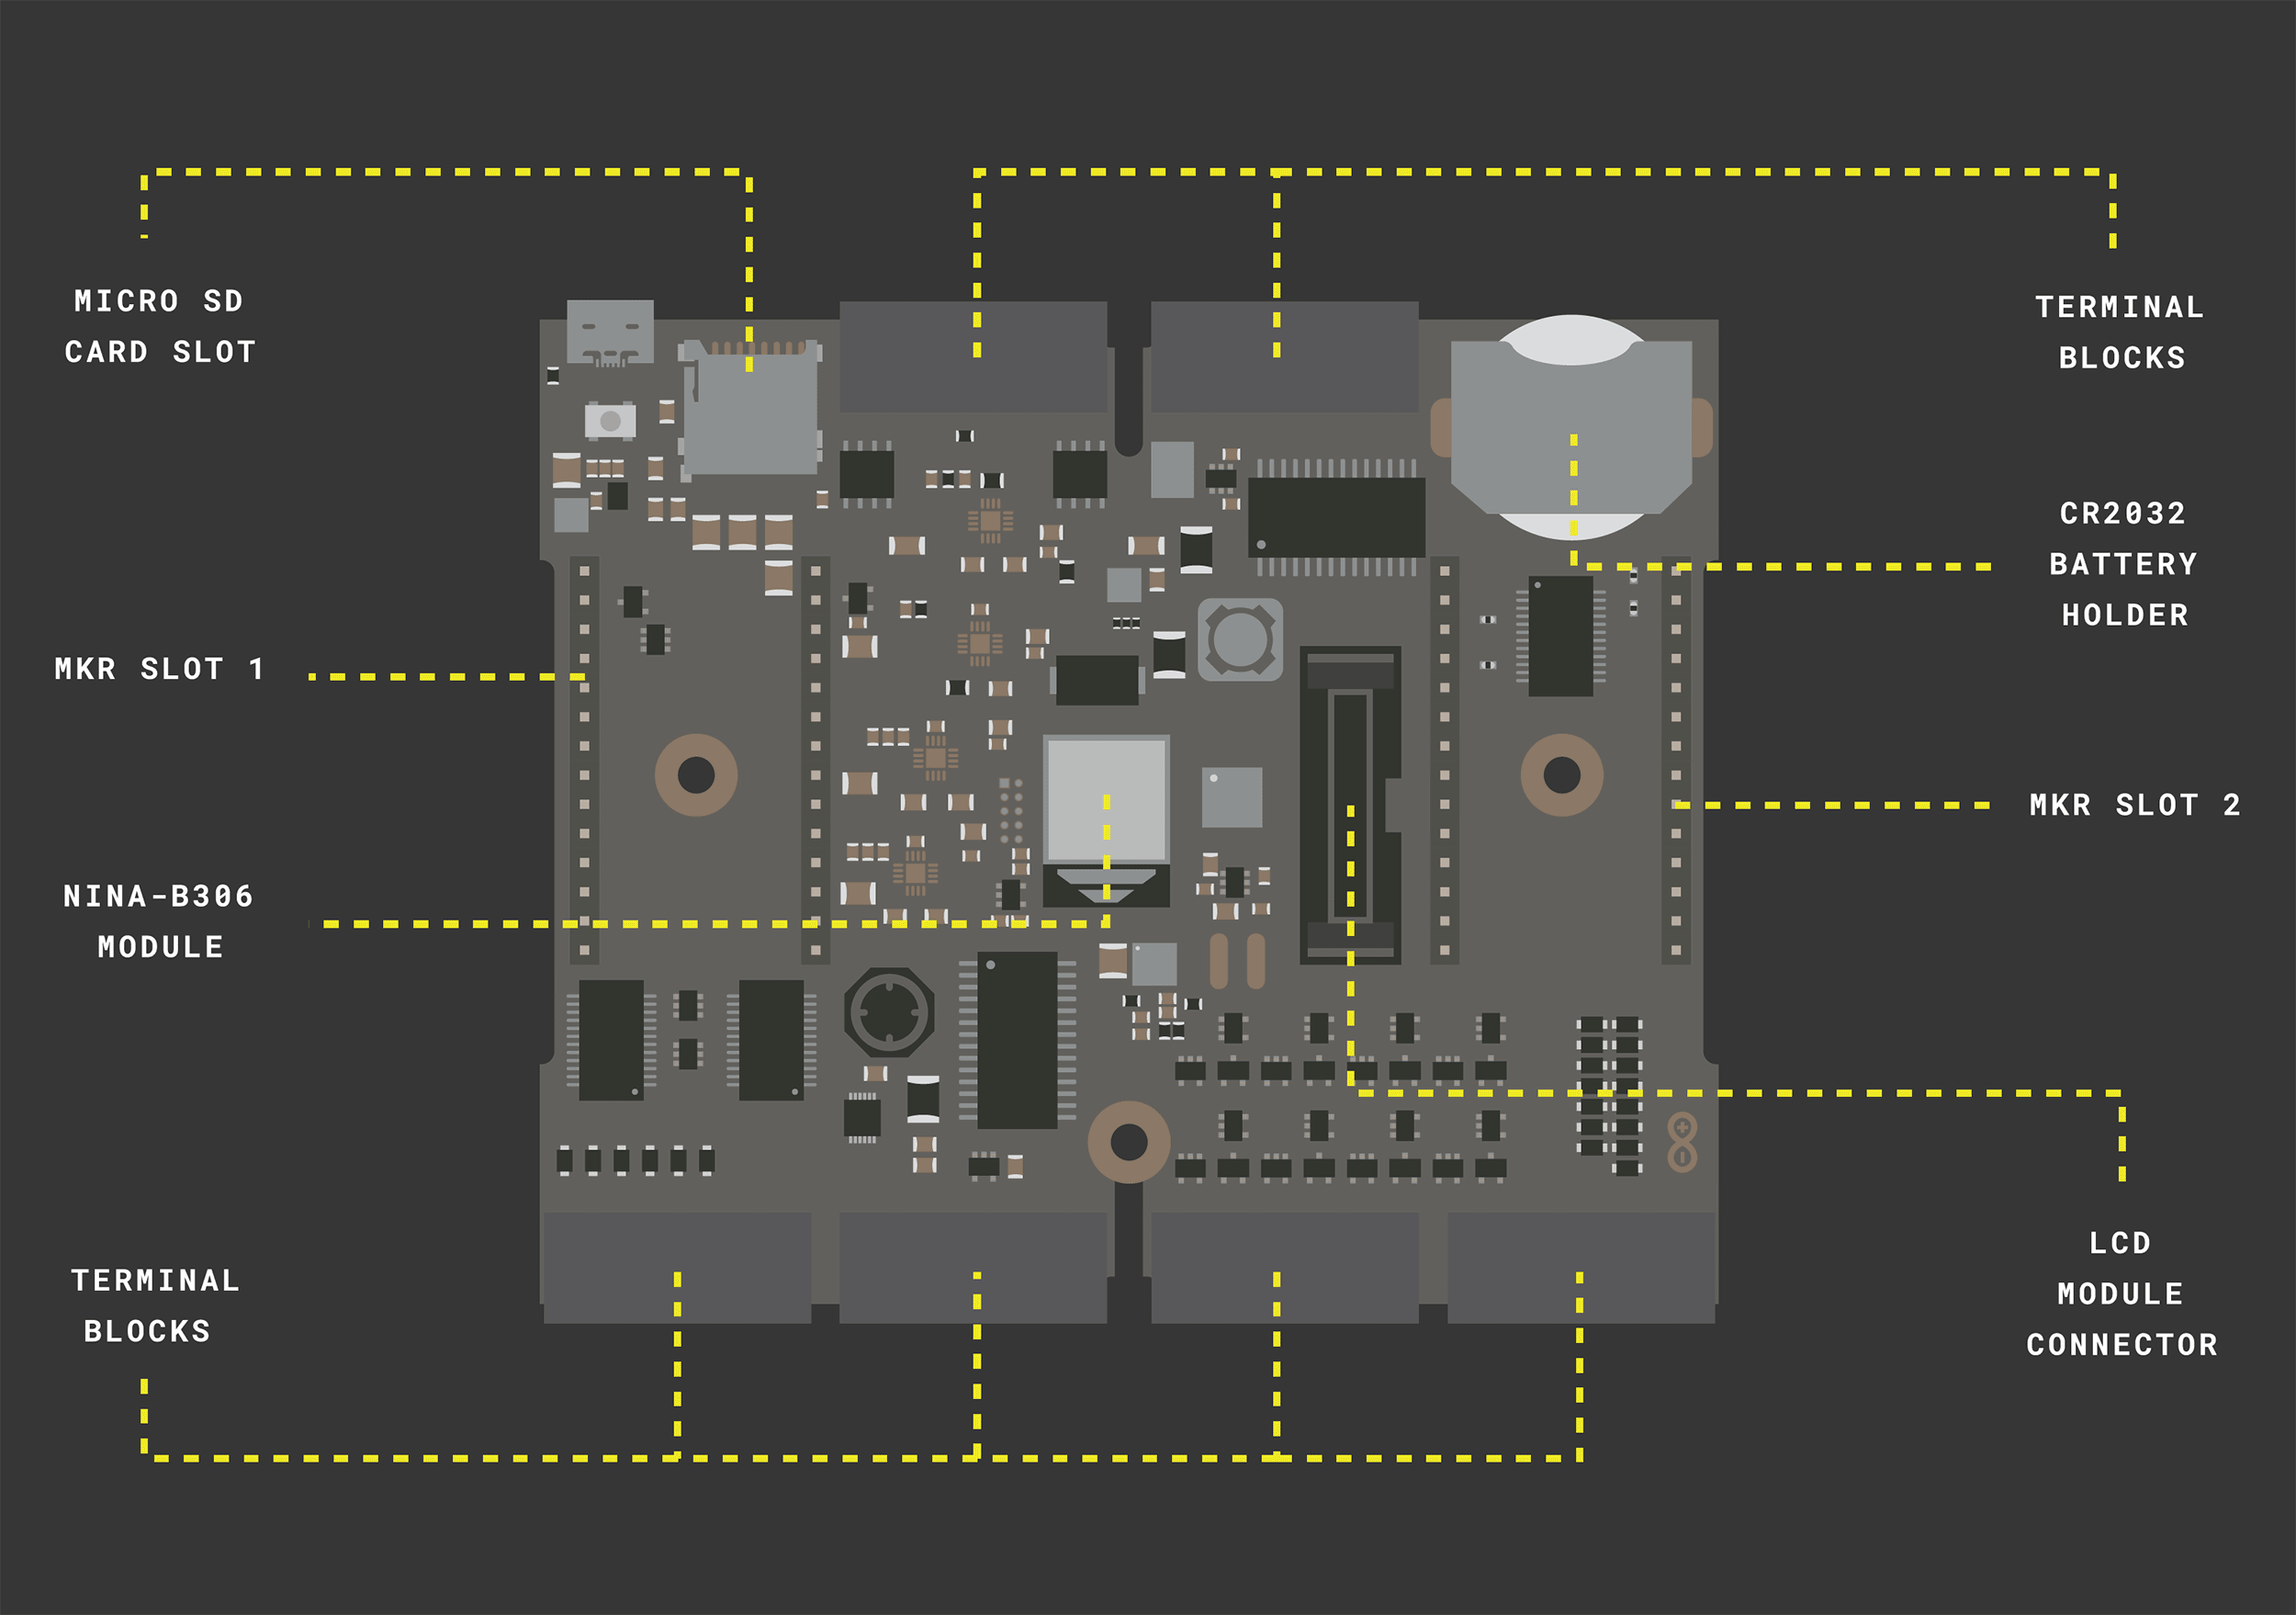 MICRO SD
CARD SLOT
TERMINAL
BLOCKS
CR2032
BATTERY
HOLDER
MKR SLOT 1
MKR SLOT 2
NINA-B306
MODULE
TERMINAL
BLOCKS
LCD
MODULE
CONNECTOR